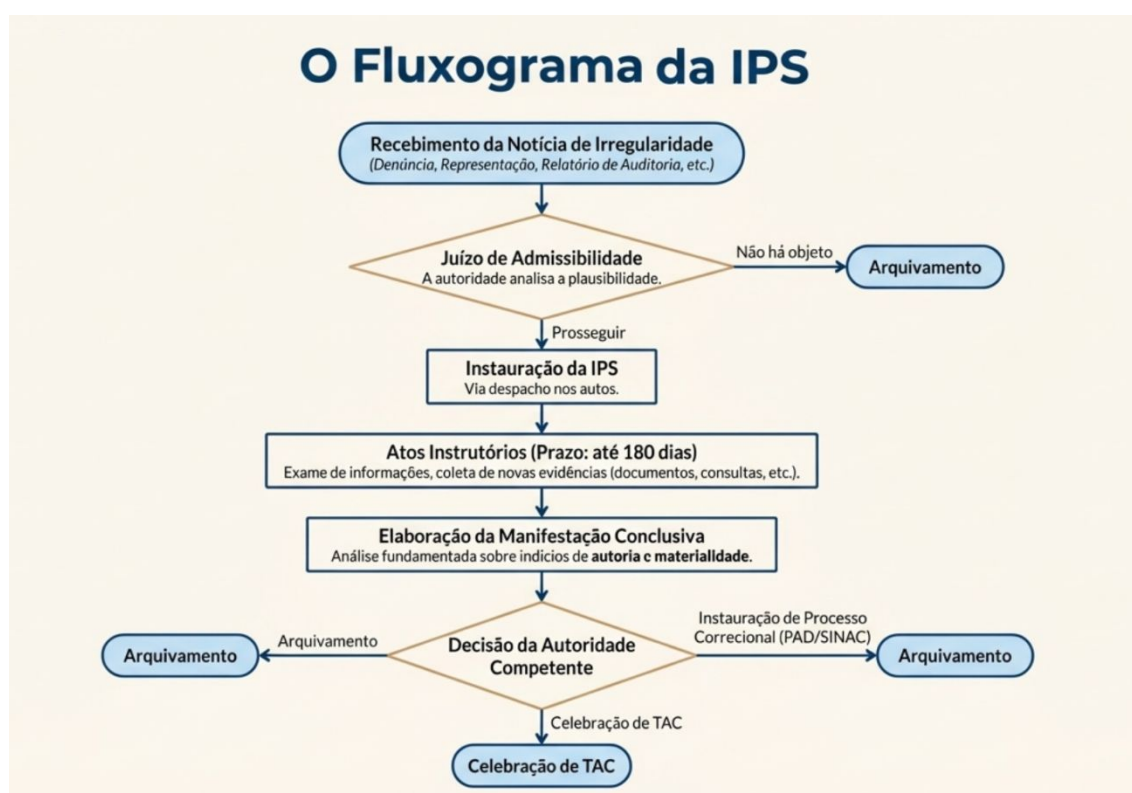 O Fluxograma da IPS
Recebimento da Notícia de Irregularidade
(Denúncia, Representação, Relatório de Auditoria, etc.)
Juízo de Admissibilidade
A autoridade analisa a plausibilidade.
Não há objeto
Arquivamento
Prosseguir
Instauração da IPS
Via despacho nos autos.
Atos Instrutórios (Prazo: até 180 dias)
Exame de informações, coleta de novas evidências (documentos, consultas, etc.).
Elaboração da Manifestação Conclusiva
Análise fundamentada sobre indícios de autoria c materialldade.
Arquivamento
Arquivamento
Decisão da Autoridade
Competente
Instauração de Processo
Correcional (PAD/SINAC)
Arquivamento
Celebração de TAC
Celebração de TAC